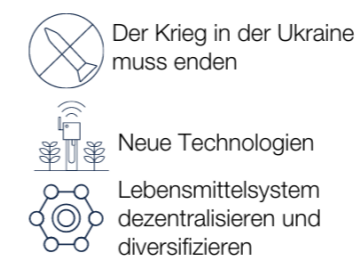 Der Krieg in der Ukraine
muss enden
Neue Technologien
Lebensmittelsystem
dezentralisieren und
diversifizieren